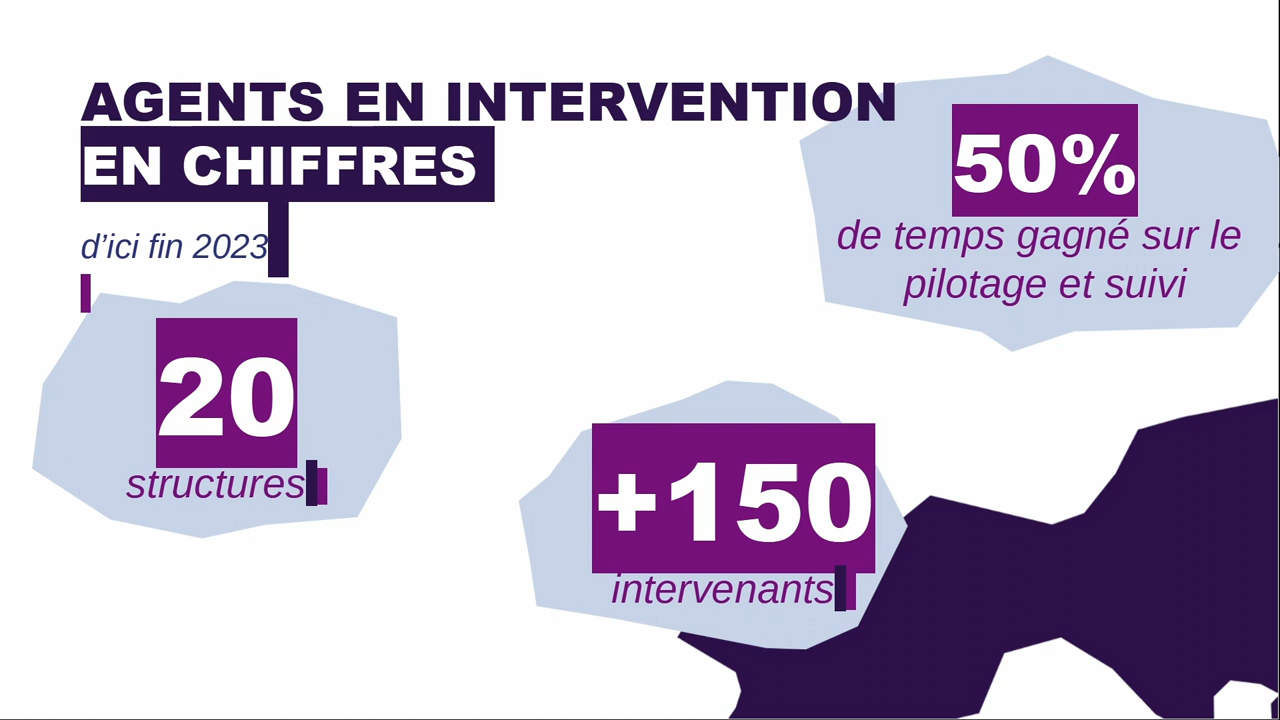 AGENTS EN INTERVENTION
EN CHIFFRES
d’ici fin 2023
50%
de temps gagné sur le
pilotage et suivi
20
structures
+150
intervenants